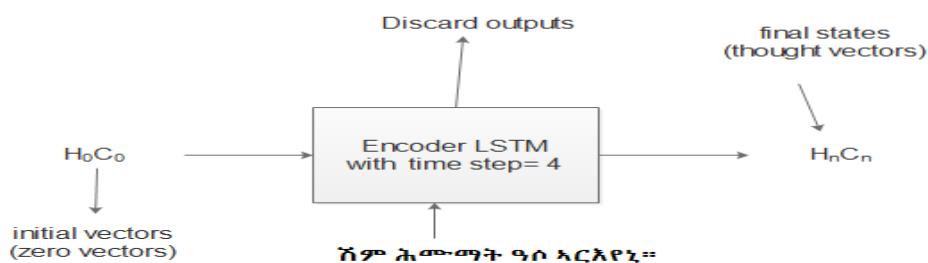 Discard outputs
final states
(thought vectors)
H₀C₀
Encoder LSTM
with time step= 4
HₙCₙ
initial vectors
(zero vectors)
ሽም ሕሙማት ዓሶ ኣርእየኒ።